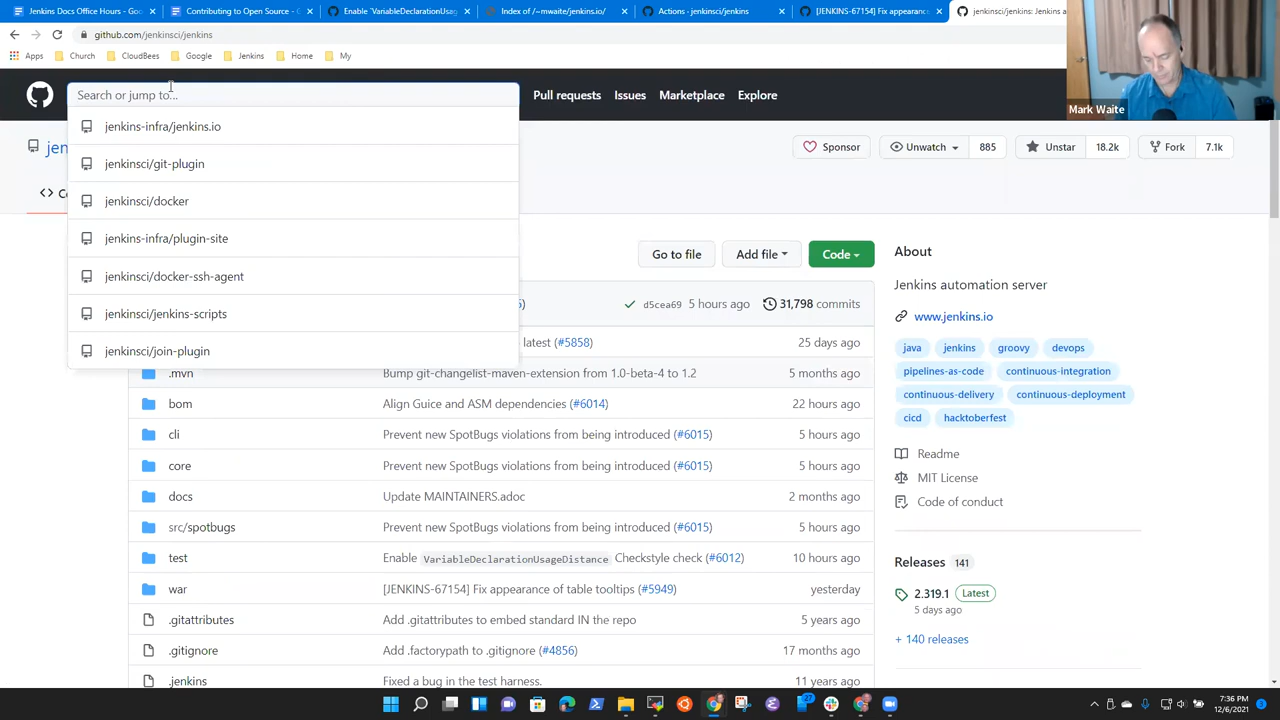 Jenkins Docs Office Hours - Goo
Contributing to Open Source - G
Enable `VariableDeclarationUsag
Index of /~mwaite/jenkins.io/
Actions · jenkinsci/jenkins
[JENKINS-67154] Fix appearance
jenkinsci/jenkins: Jenkins a
github.com/jenkinsci/jenkins
Apps
Church
CloudBees
Google
Jenkins
Home
My
Search or jump to...
Pull requests
Issues
Marketplace
Explore
Mark Waite
jenkins-infra/jenkins.io
jenkinsci/git-plugin
jenkinsci/docker
jenkins-infra/plugin-site
jenkinsci/docker-ssh-agent
jenkinsci/jenkins-scripts
jenkinsci/join-plugin
jen
Sponsor
Unwatch
885
Unstar
18.2k
Fork
7.1k
<> Co
Go to file
Add file
Code
5)
d5cea69 5 hours ago
31,798 commits
latest (#5858) 25 days ago
.mvn Bump git-changelist-maven-extension from 1.0-beta-4 to 1.2 5 months ago
bom Align Guice and ASM dependencies (#6014) 22 hours ago
cli Prevent new SpotBugs violations from being introduced (#6015) 5 hours ago
core Prevent new SpotBugs violations from being introduced (#6015) 5 hours ago
docs Update MAINTAINERS.adoc 2 months ago
src/spotbugs Prevent new SpotBugs violations from being introduced (#6015) 5 hours ago
test Enable VariableDeclarationUsageDistance Checkstyle check (#6012) 10 hours ago
war [JENKINS-67154] Fix appearance of table tooltips (#5949) yesterday
.gitattributes Add .gitattributes to embed standard IN the repo 5 years ago
.gitignore Add .factorypath to .gitignore (#4856) 17 months ago
.jenkins Fixed a bug in the test harness. 11 years ago
About
Jenkins automation server
www.jenkins.io
java jenkins groovy devops
pipelines-as-code continuous-integration
continuous-delivery continuous-deployment
cicd hacktoberfest
Readme
MIT License
Code of conduct
Releases 141
2.319.1 Latest
5 days ago
+ 140 releases
27
7:36 PM
12/6/2021